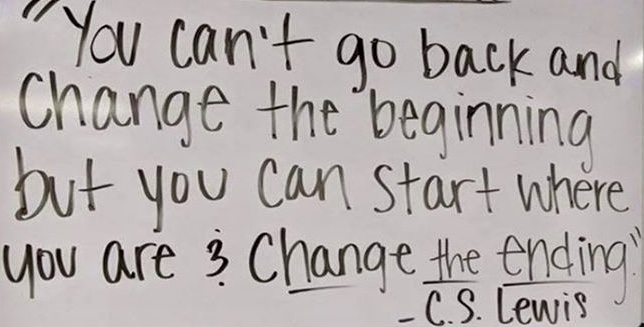 "You can't go back and
Change the beginning
but you can start where
you are & Change the ending"
- C.S. Lewis